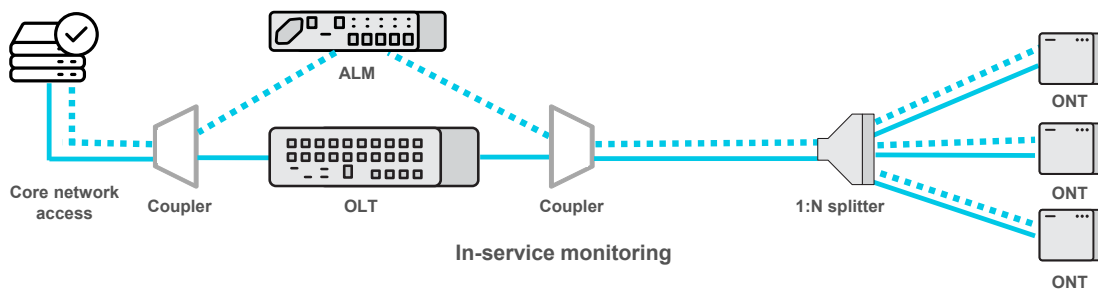 ALM
ONT
Core network
access
Coupler
OLT
Coupler
1:N splitter
ONT
In-service monitoring
ONT